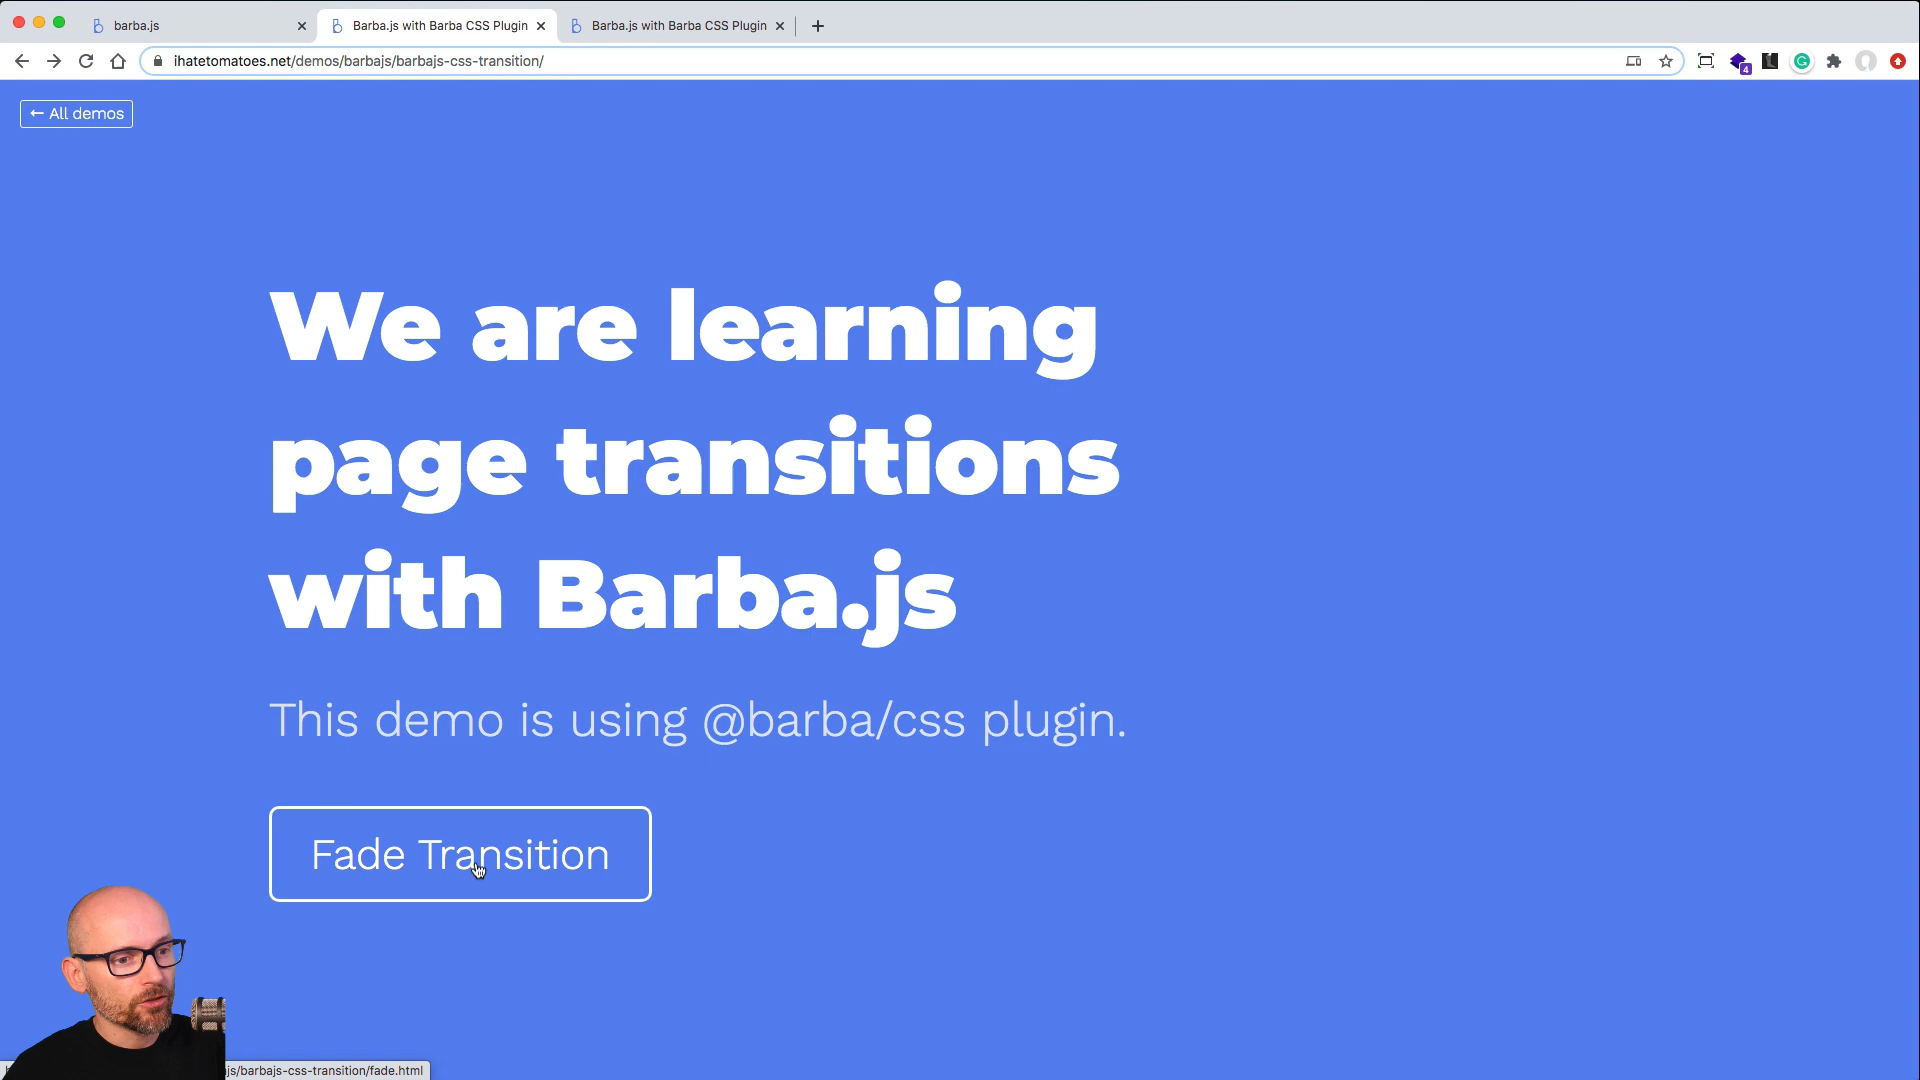 barba.js
Barba.js with Barba CSS Plugin
Barba.js with Barba CSS Plugin
ihatetomatoes.net/demos/barbajs/barbajs-css-transition/
4
← All demos
We are learning
page transitions
with Barba.js
This demo is using @barba/css plugin.
Fade Transition
js/barbajs-css-transition/fade.html